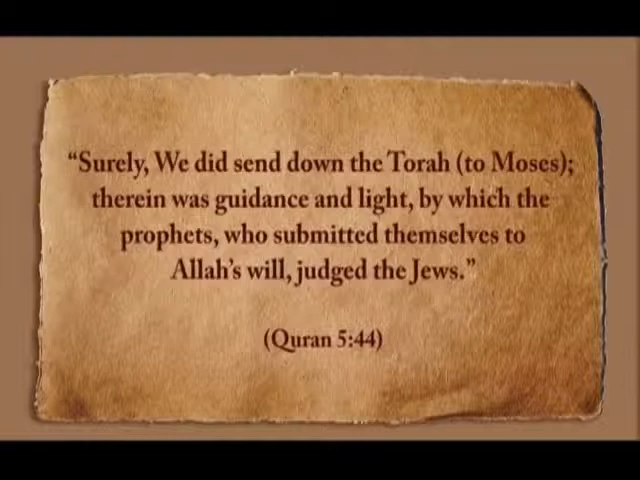 “Surely, We did send down the Torah (to Moses);
therein was guidance and light, by which the
prophets, who submitted themselves to
Allah’s will, judged the Jews.”
(Quran 5:44)